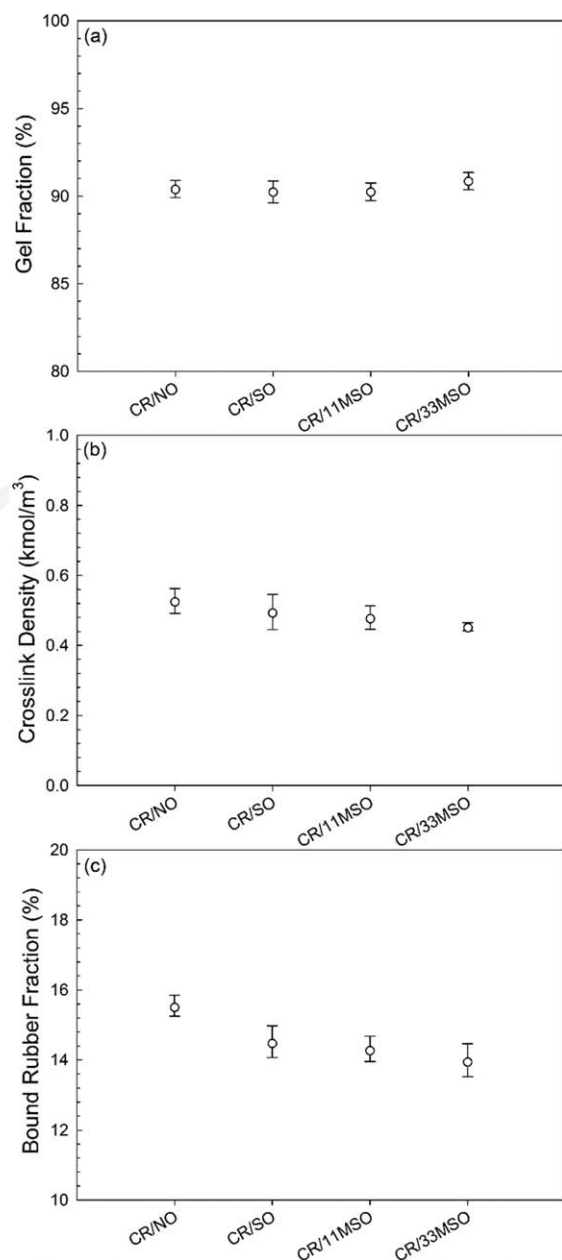 (a)
Gel Fraction (%)
100
95
90
85
80
CR/NO
CR/SO
CR/11MSO
CR/33MSO
(b)
Crosslink Density (kmol/m³)
1.0
0.8
0.6
0.4
0.2
0.0
CR/NO
CR/SO
CR/11MSO
CR/33MSO
(c)
Bound Rubber Fraction (%)
20
18
16
14
12
10
CR/NO
CR/SO
CR/11MSO
CR/33MSO